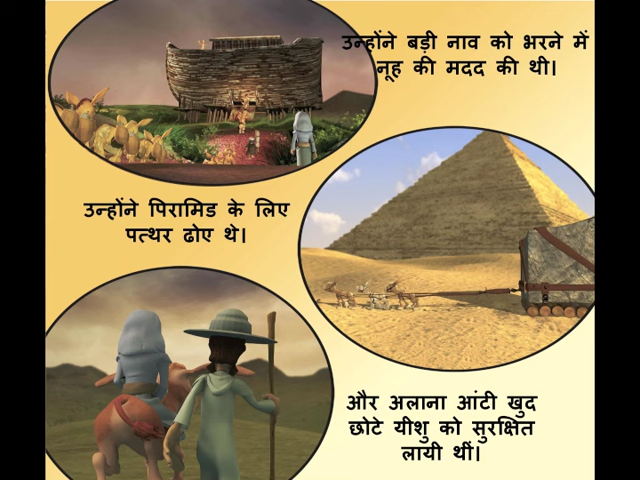 उन्होंने बड़ी नाव को भरने में
नूह की मदद की थी।
उन्होंने पिरामिड के लिए
पत्थर ढोए थे।
और अलाना आंटी खुद
छोटे यीशु को सुरक्षित
लायी थीं।